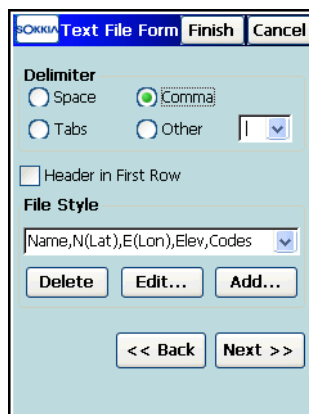 SOKKIA Text File Form Finish Cancel
Delimiter
Space Comma
Tabs Other |
Header in First Row
File Style
Name,N(Lat),E(Lon),Elev,Codes
Delete Edit... Add...
<< Back Next >>